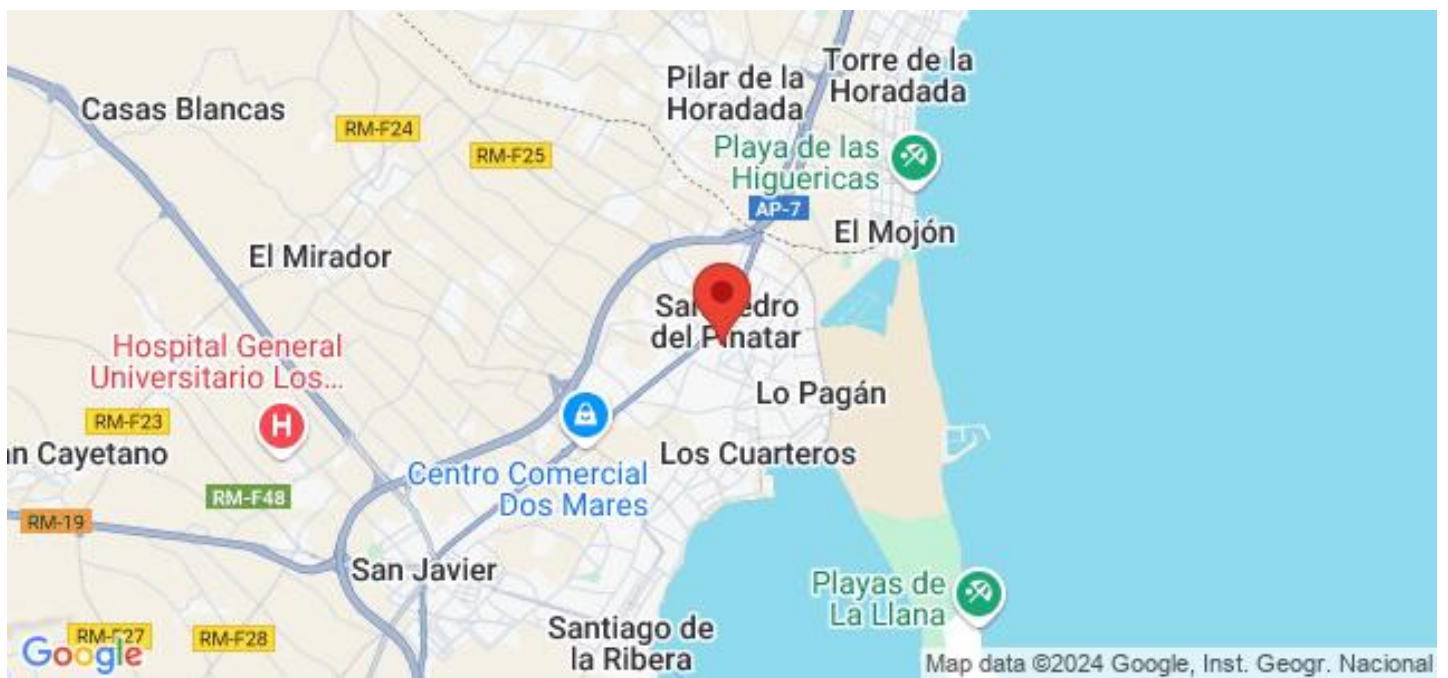 Torre de la
Horadada
Pilar de la
Horadada
Casas Blancas
RM-F24
RM-F25
Playa de las
Higuericas
AP-7
El Mojón
El Mirador
San Pedro
del Pinatar
Hospital General
Universitario Los...
H
Lo Pagán
RM-F23
n Cayetano
Los Cuarteros
Centro Comercial
Dos Mares
RM-F48
RM-19
San Javier
Playas de
La Llana
Santiago de
la Ribera
RM-F27
RM-F28
Google
Map data ©2024 Google, Inst. Geogr. Nacional